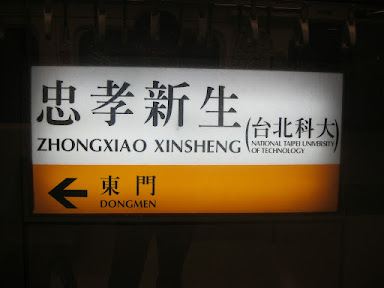 忠孝新生(台北科大)
ZHONGXIAO XINSHENG NATIONAL TAIPEI UNIVERSITY
OF TECHNOLOGY
東門
DONGMEN